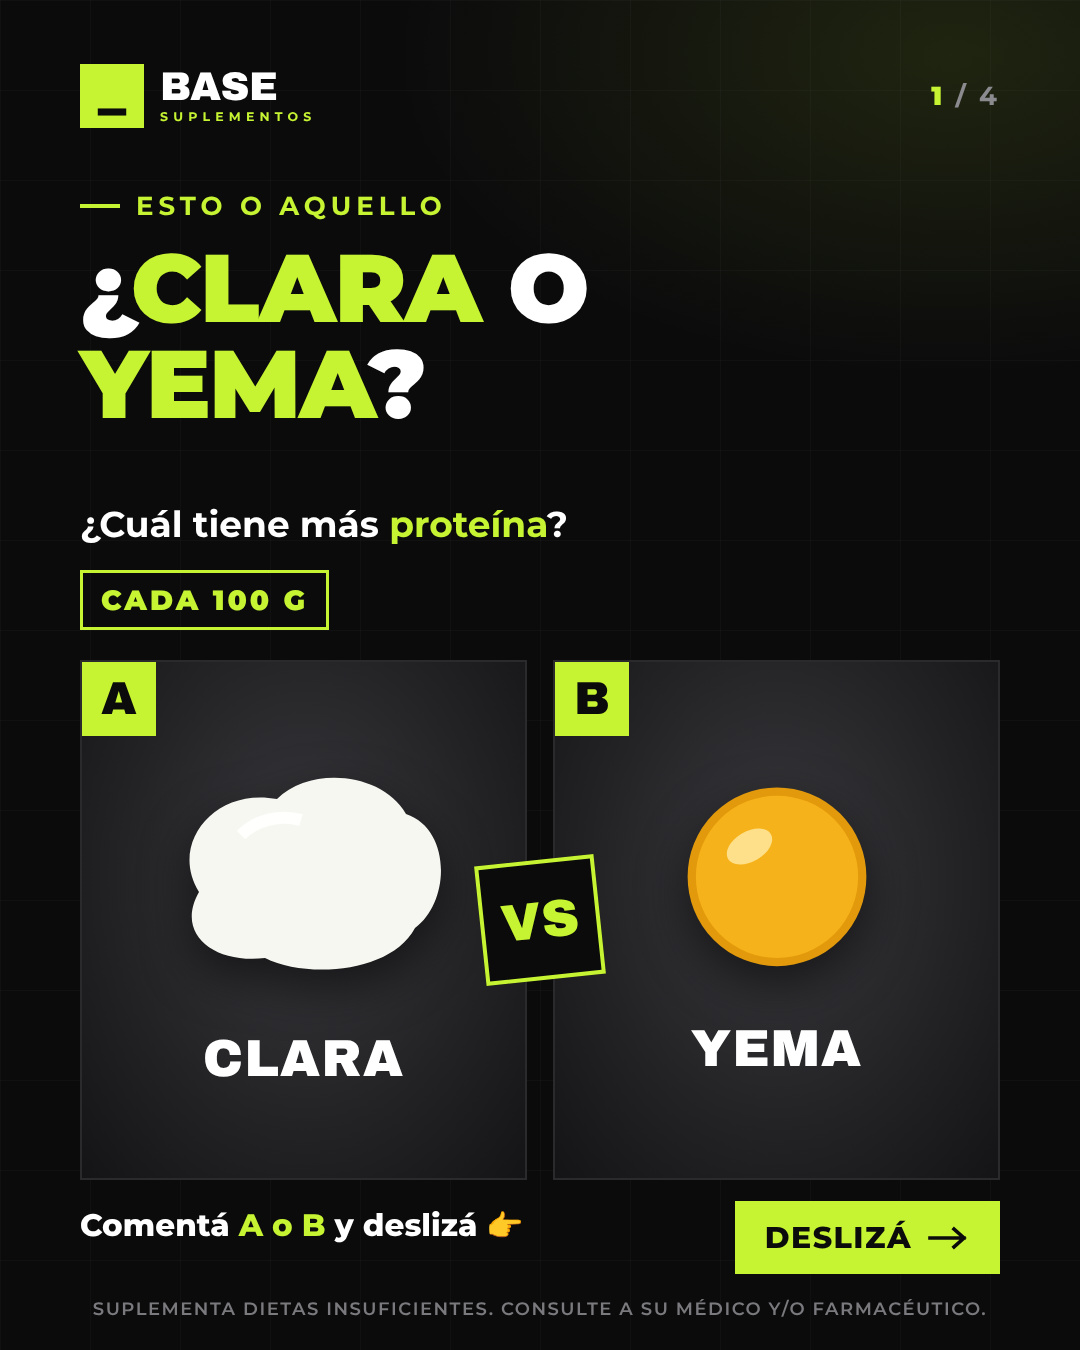 BASE
SUPLEMENTOS
1 / 4
ESTO O AQUELLO
¿CLARA O
YEMA?
¿Cuál tiene más proteína?
CADA 100 G
A
B
VS
CLARA
YEMA
Comentá A o B y deslizá 👉
DESLIZÁ →
SUPLEMENTA DIETAS INSUFICIENTES. CONSULTE A SU MÉDICO Y/O FARMACÉUTICO.